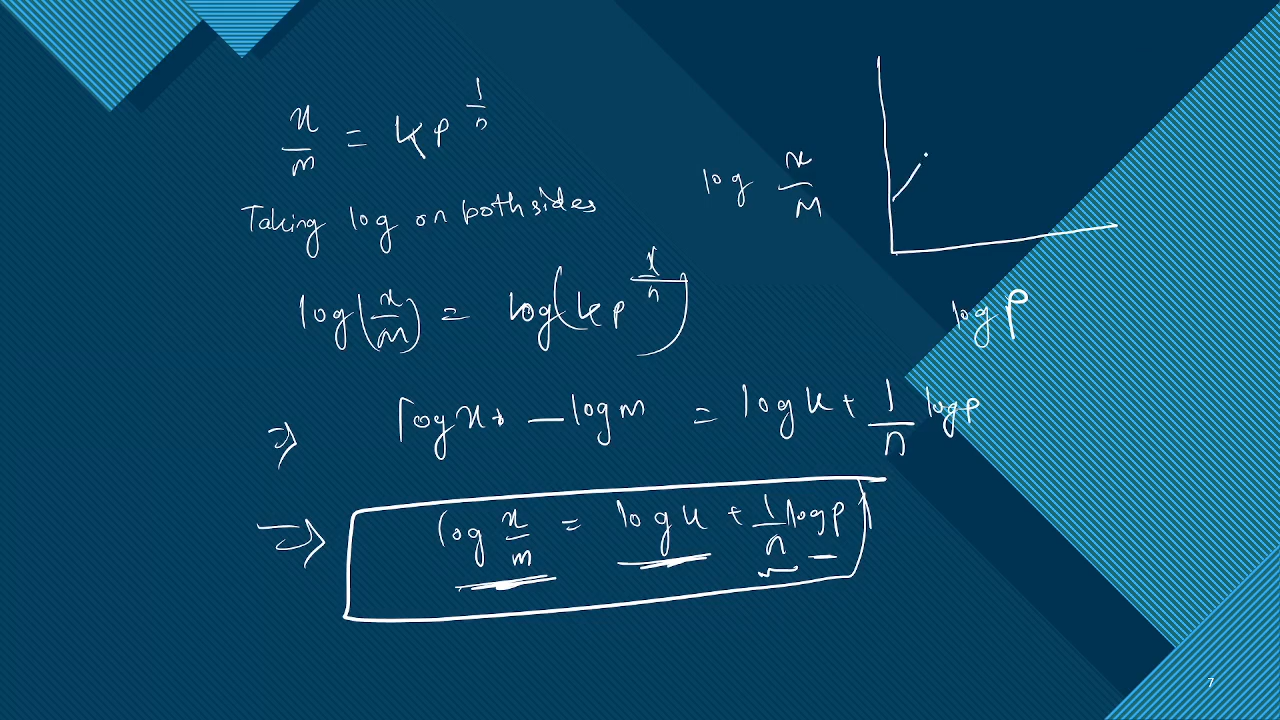 x/m = kp^(1/n)
Taking log on both sides
log (x/m) = log (kp^(1/n))
⇒ log x - log m = log k + 1/n log p
⇒ log x/m = log k + 1/n log p
log x/m
log P
7